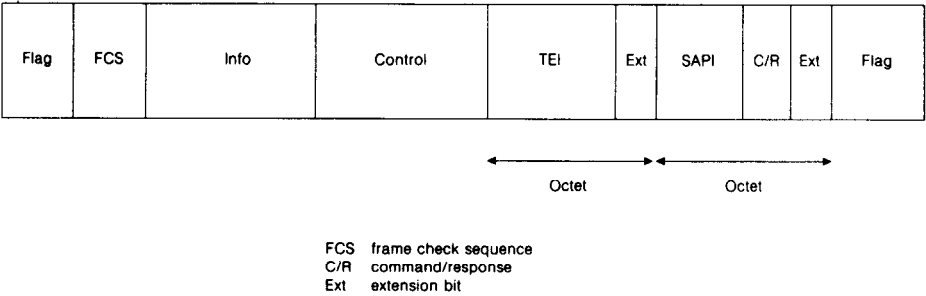 Flag FCS Info Control TEI Ext SAPI C/R Ext Flag
Octet Octet
FCS frame check sequence
C/R command/response
Ext extension bit